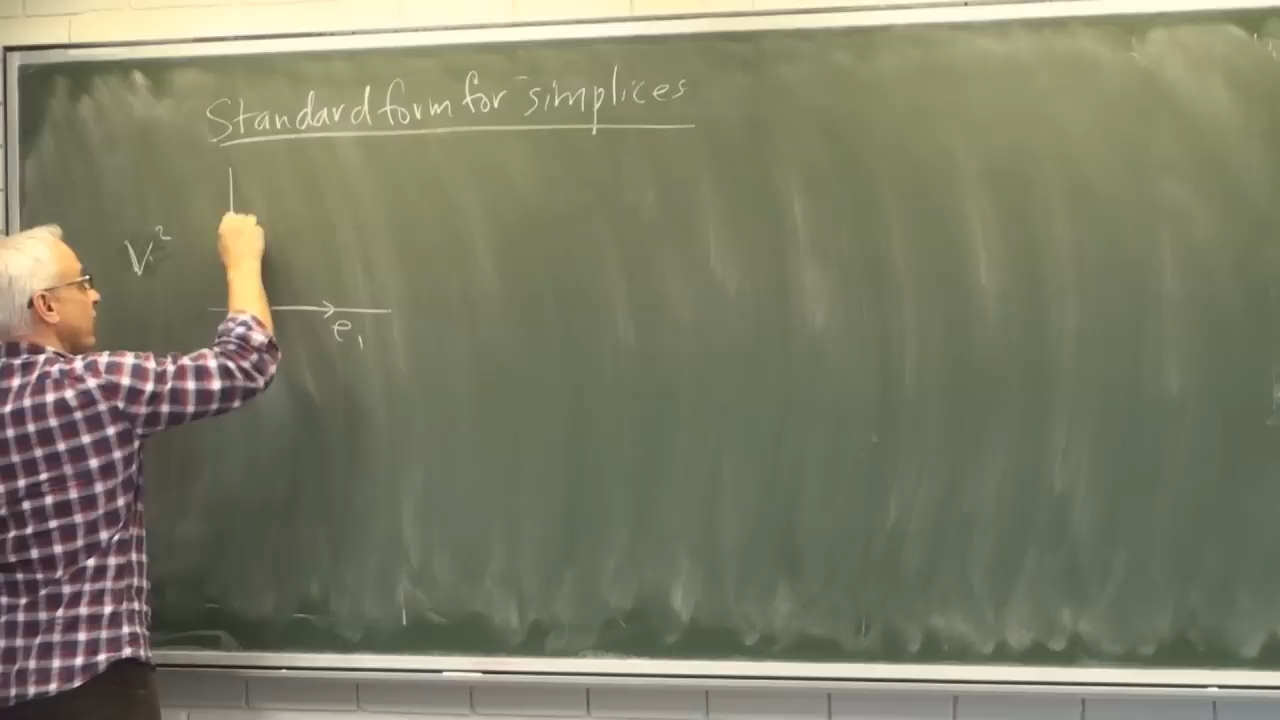 Standard form for simplices
V²
e₁